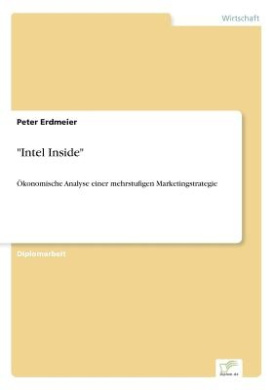 Wirtschaft
Peter Erdmeier
"Intel Inside"
Ökonomische Analyse einer mehrstufigen Marketingstrategie
Diplomarbeit